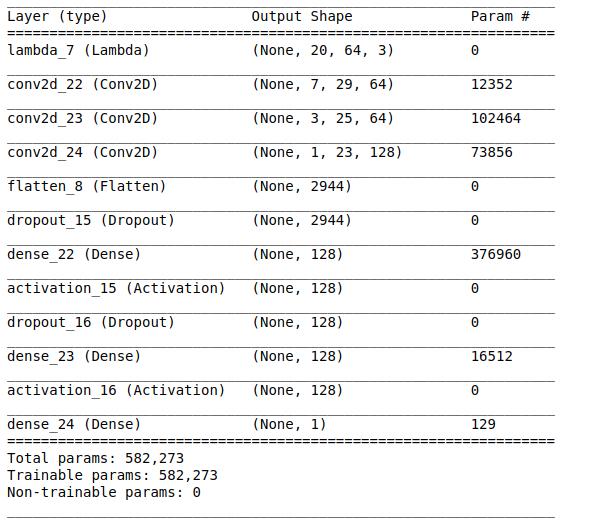 Layer (type) Output Shape Param #
=================================================================
lambda_7 (Lambda) (None, 20, 64, 3) 0
conv2d_22 (Conv2D) (None, 7, 29, 64) 12352
conv2d_23 (Conv2D) (None, 3, 25, 64) 102464
conv2d_24 (Conv2D) (None, 1, 23, 128) 73856
flatten_8 (Flatten) (None, 2944) 0
dropout_15 (Dropout) (None, 2944) 0
dense_22 (Dense) (None, 128) 376960
activation_15 (Activation) (None, 128) 0
dropout_16 (Dropout) (None, 128) 0
dense_23 (Dense) (None, 128) 16512
activation_16 (Activation) (None, 128) 0
dense_24 (Dense) (None, 1) 129
=================================================================
Total params: 582,273
Trainable params: 582,273
Non-trainable params: 0